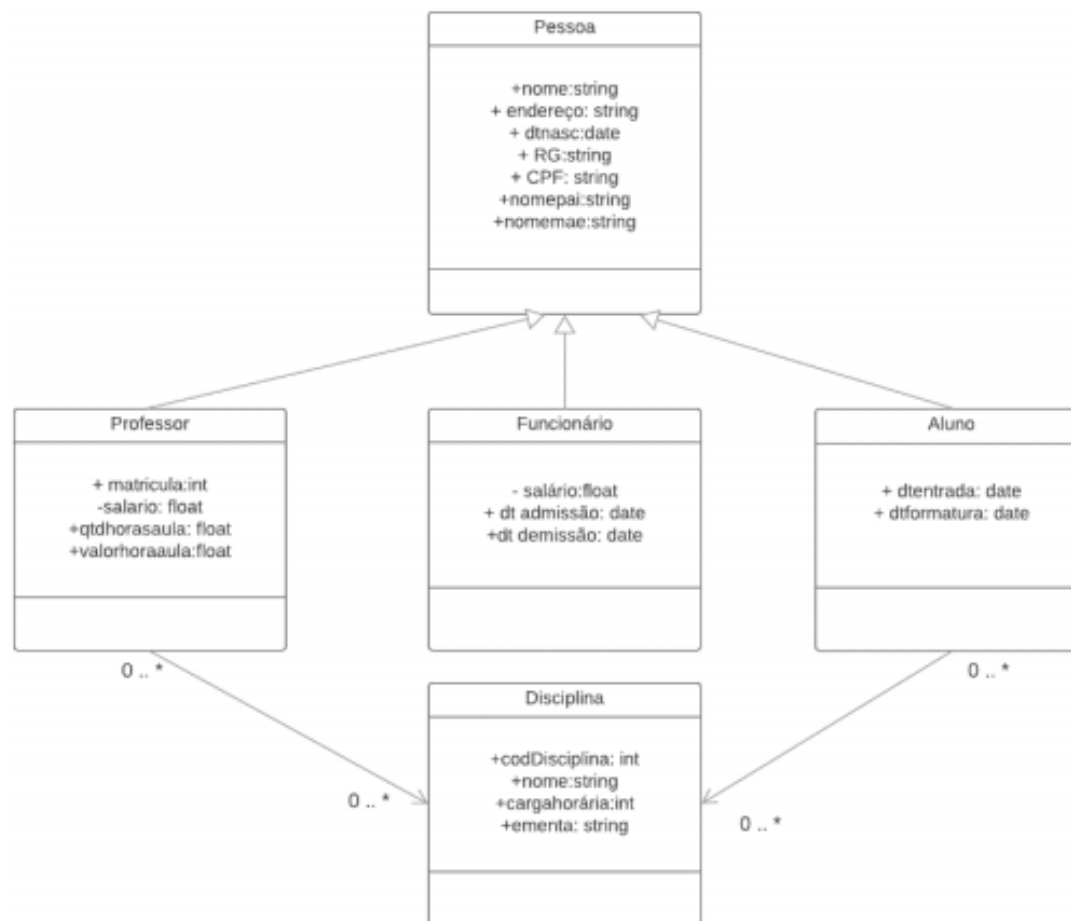 Pessoa
+nome:string
+ endereço: string
+ dtnasc:date
+ RG:string
+ CPF: string
+nomepai:string
+nomemae:string
Professor
+ matricula:int
-salario: float
+qtdhorasaula: float
+valorhoraaula:float
Funcionário
- salário:float
+ dt admissão: date
+dt demissão: date
Aluno
+ dtentrada: date
+ dtformatura: date
0 .. *
0 .. *
Disciplina
+codDisciplina: int
+nome:string
+cargahorária:int
+ementa: string
0 .. *
0 .. *